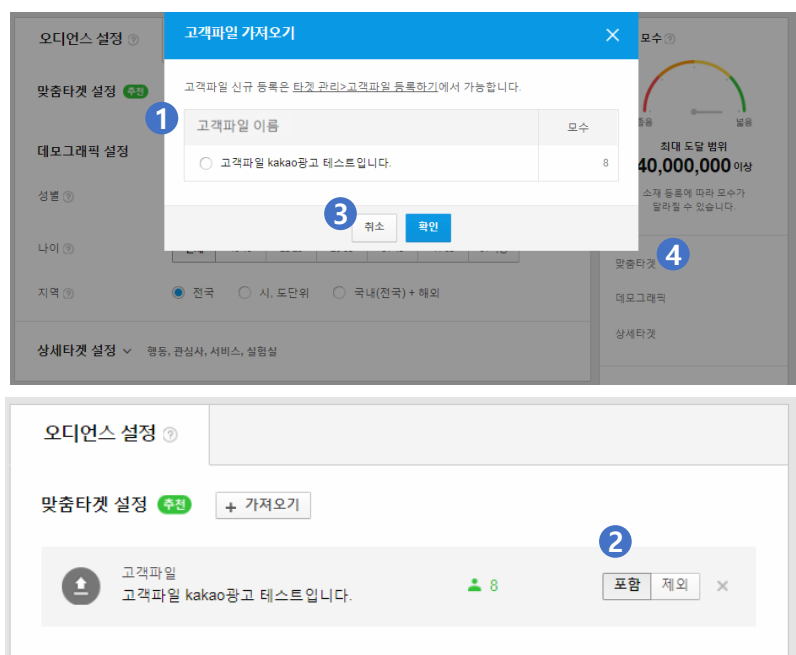 오디언스 설정 ?
고객파일 가져오기
모수 ?
맞춤타겟 설정 추천
고객파일 신규 등록은 타겟 관리>고객파일 등록하기에서 가능합니다.
1
고객파일 이름 모수
고객파일 kakao광고 테스트입니다. 8
좁음 넓음
최대 도달 범위
40,000,000 이상
소재 등록에 따라 모수가
달라질 수 있습니다.
데모그래픽 설정
성별 ?
3
취소 확인
4
나이 ?
맞춤타겟
지역 ? 전국 시, 도단위 국내(전국) + 해외
데모그래픽
상세타겟
상세타겟 설정 행동, 관심사, 서비스, 실험실
오디언스 설정 ?
맞춤타겟 설정 추천 + 가져오기
2
고객파일
고객파일 kakao광고 테스트입니다. 8 포함 제외